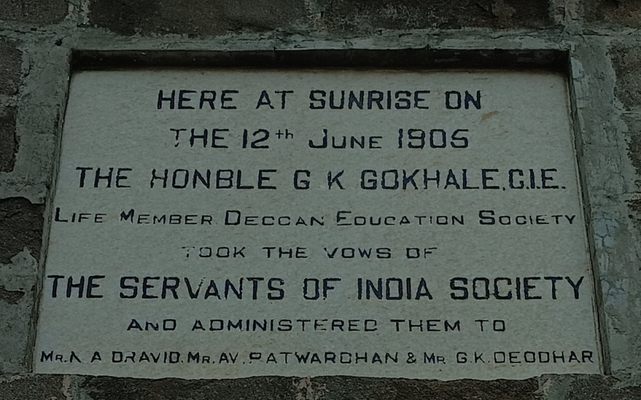 HERE AT SUNRISE ON
THE 12th JUNE 1905
THE HONBLE G K GOKHALE, C.I.E.
LIFE MEMBER DECCAN EDUCATION SOCIETY
TOOK THE VOWS OF
THE SERVANTS OF INDIA SOCIETY
AND ADMINISTERED THEM TO
MR. N A DRAVID, MR. A V. PATWARDHAN & MR G.K. DEODHAR